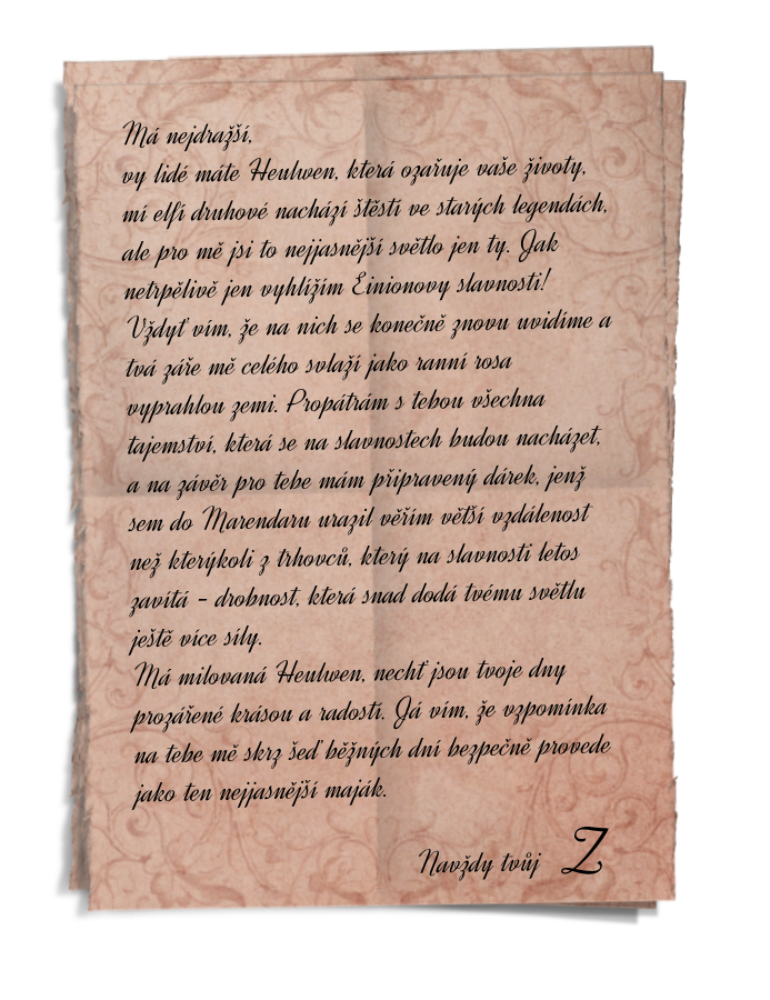 Má nejdražší,
vy lidé máte Heulwen, která ozařuje vaše životy,
mí elfí druhové nachází štěstí ve starých legendách,
ale pro mě jsi to nejjasnější světlo jen ty. Jak
netrpělivě jen vyhlížím Einionovy slavnosti!
Vždyť vím, že na nich se konečně znovu uvidíme a
tvá záře mě celého svlaží jako ranní rosa
vyprahlou zemi. Propátrám s tebou všechna
tajemství, která se na slavnostech budou nacházet,
a na závěr pro tebe mám připravený dárek, jenž
sem do Marendaru urazil věřím větší vzdálenost
než kterýkoli z trhovců, který na slavnosti letos
zavítá – drobnost, která snad dodá tvému světlu
ještě více síly.
Má milovaná Heulwen, nechť jsou tvoje dny
prozářené krásou a radostí. Já vím, že vzpomínka
na tebe mě skrz šeď běžných dní bezpečně provede
jako ten nejjasnější maják.
Navždy tvůj Z